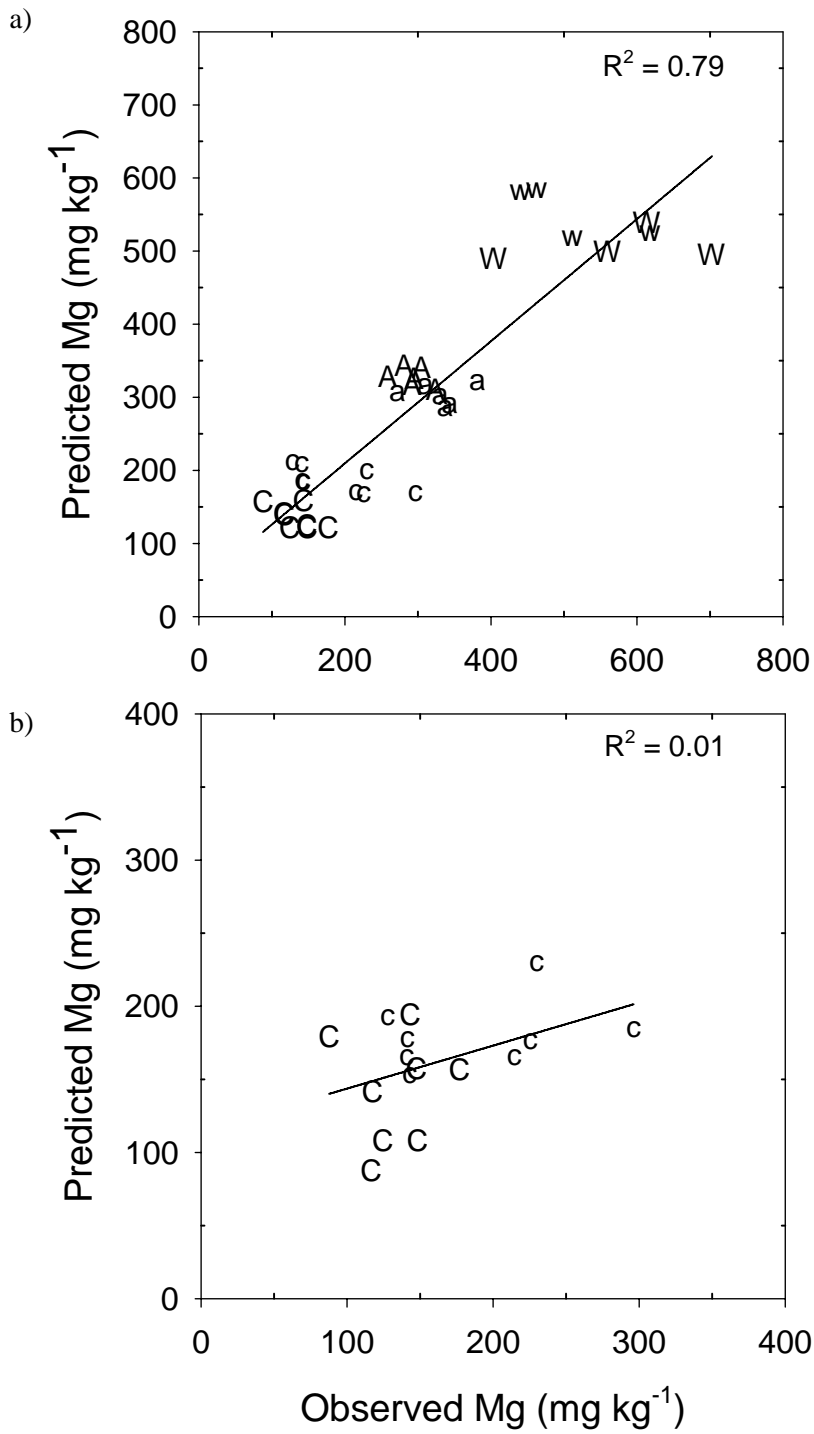 a)
800
R² = 0.79
700
600
500
400
300
200
100
0
Predicted Mg (mg kg⁻¹)
w w
w
W W W w W
A A A A A A
a a a a a a
c c c c c c c c
C C C C C C C C
0 200 400 600 800
b)
400
R² = 0.01
300
200
100
0
Predicted Mg (mg kg⁻¹)
c
c C
C c c c c
c C C
c
C
C C
C
0 100 200 300 400
Observed Mg (mg kg⁻¹)